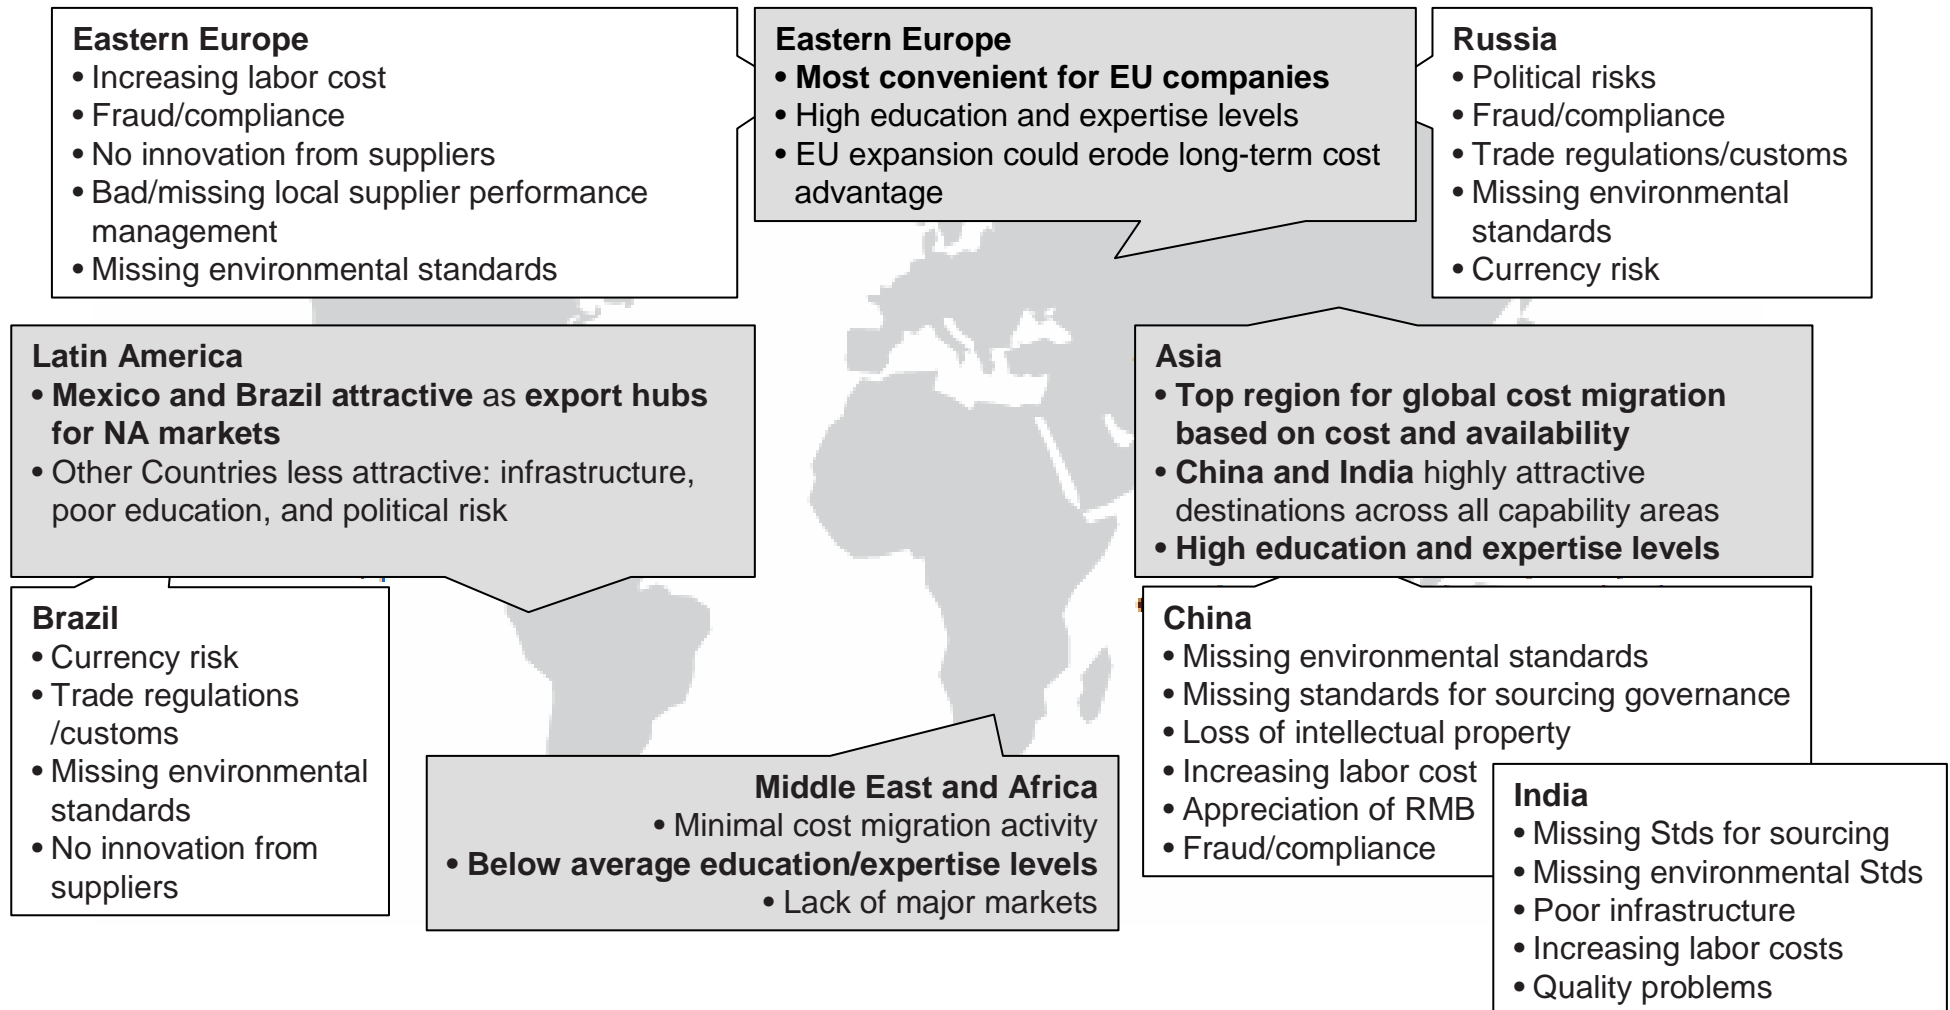 Eastern Europe
• Increasing labor cost
• Fraud/compliance
• No innovation from suppliers
• Bad/missing local supplier performance
management
• Missing environmental standards
Eastern Europe
• Most convenient for EU companies
• High education and expertise levels
• EU expansion could erode long-term cost
advantage
Russia
• Political risks
• Fraud/compliance
• Trade regulations/customs
• Missing environmental
standards
• Currency risk
Latin America
• Mexico and Brazil attractive as export hubs
for NA markets
• Other Countries less attractive: infrastructure,
poor education, and political risk
Asia
• Top region for global cost migration
based on cost and availability
• China and India highly attractive
destinations across all capability areas
• High education and expertise levels
Brazil
• Currency risk
• Trade regulations
/customs
• Missing environmental
standards
• No innovation from
suppliers
Middle East and Africa
• Minimal cost migration activity
• Below average education/expertise levels
• Lack of major markets
China
• Missing environmental standards
• Missing standards for sourcing governance
• Loss of intellectual property
• Increasing labor cost
• Appreciation of RMB
• Fraud/compliance
India
• Missing Stds for sourcing
• Missing environmental Stds
• Poor infrastructure
• Increasing labor costs
• Quality problems